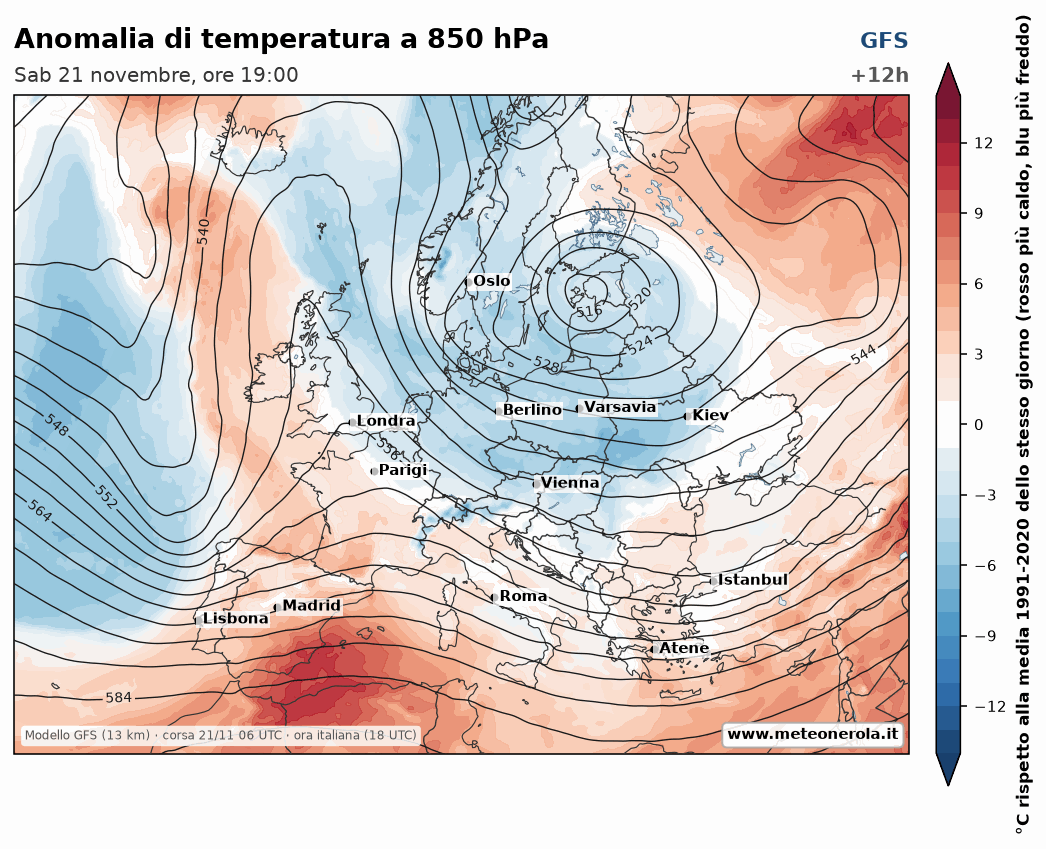 Anomalia di temperatura a 850 hPa
GFS
Sab 21 novembre, ore 19:00
+12h
540
Oslo
520
516
524
528
544
Berlino
Varsavia
Kiev
Londra
548
536
Parigi
Vienna
552
564
Istanbul
Roma
Madrid
Lisbona
Atene
584
Modello GFS (13 km) · corsa 21/11 06 UTC · ora italiana (18 UTC)
www.meteonerola.it
12
9
6
3
0
−3
−6
−9
−12
°C rispetto alla media 1991-2020 dello stesso giorno (rosso più caldo, blu più freddo)